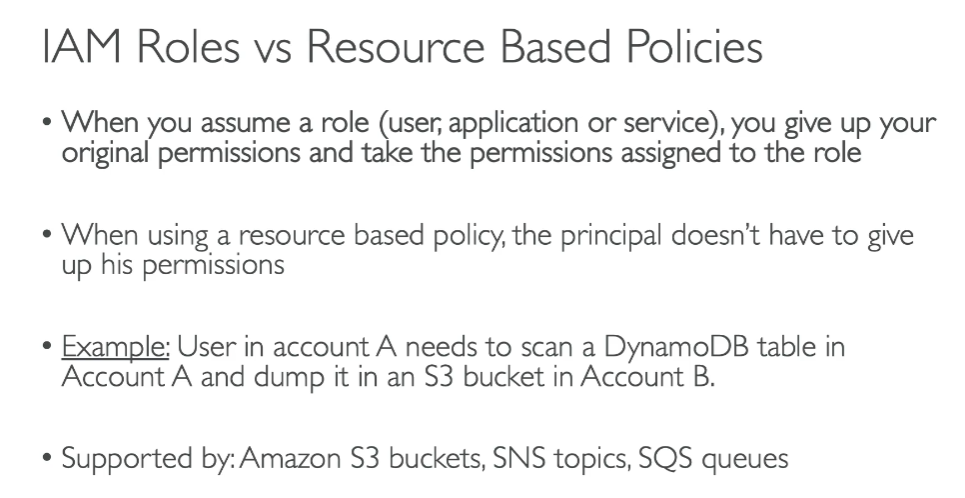 IAM Roles vs Resource Based Policies
• When you assume a role (user, application or service), you give up your
original permissions and take the permissions assigned to the role
• When using a resource based policy, the principal doesn't have to give
up his permissions
• Example: User in account A needs to scan a DynamoDB table in
Account A and dump it in an S3 bucket in Account B.
• Supported by: Amazon S3 buckets, SNS topics, SQS queues